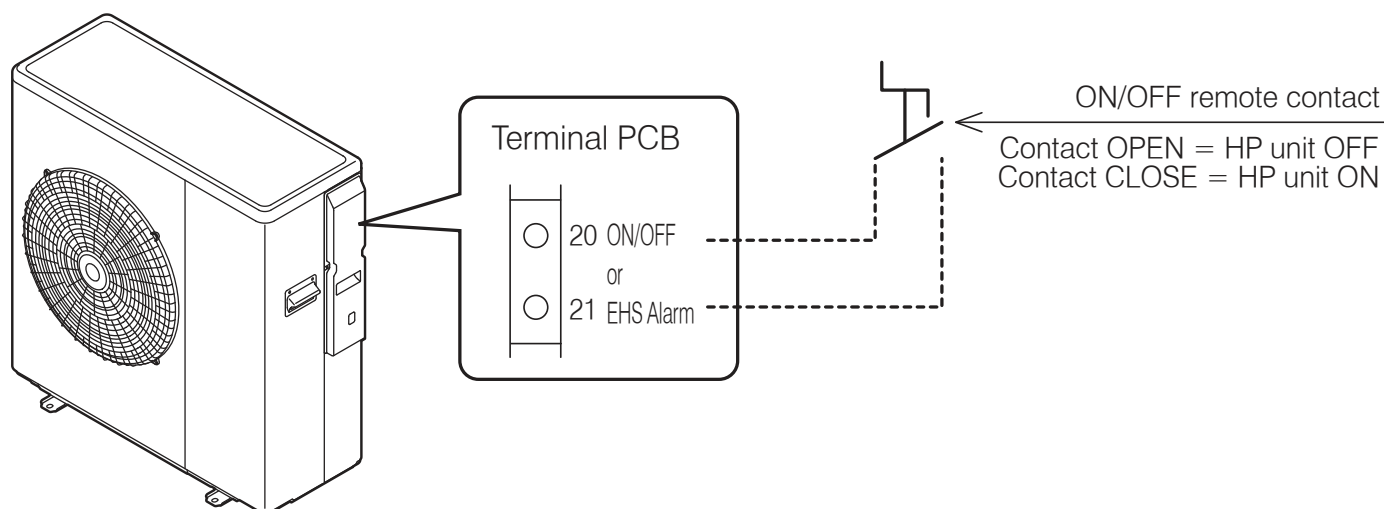 ON/OFF remote contact
Terminal PCB
Contact OPEN = HP unit OFF
Contact CLOSE = HP unit ON
20 ON/OFF
or
21 EHS Alarm